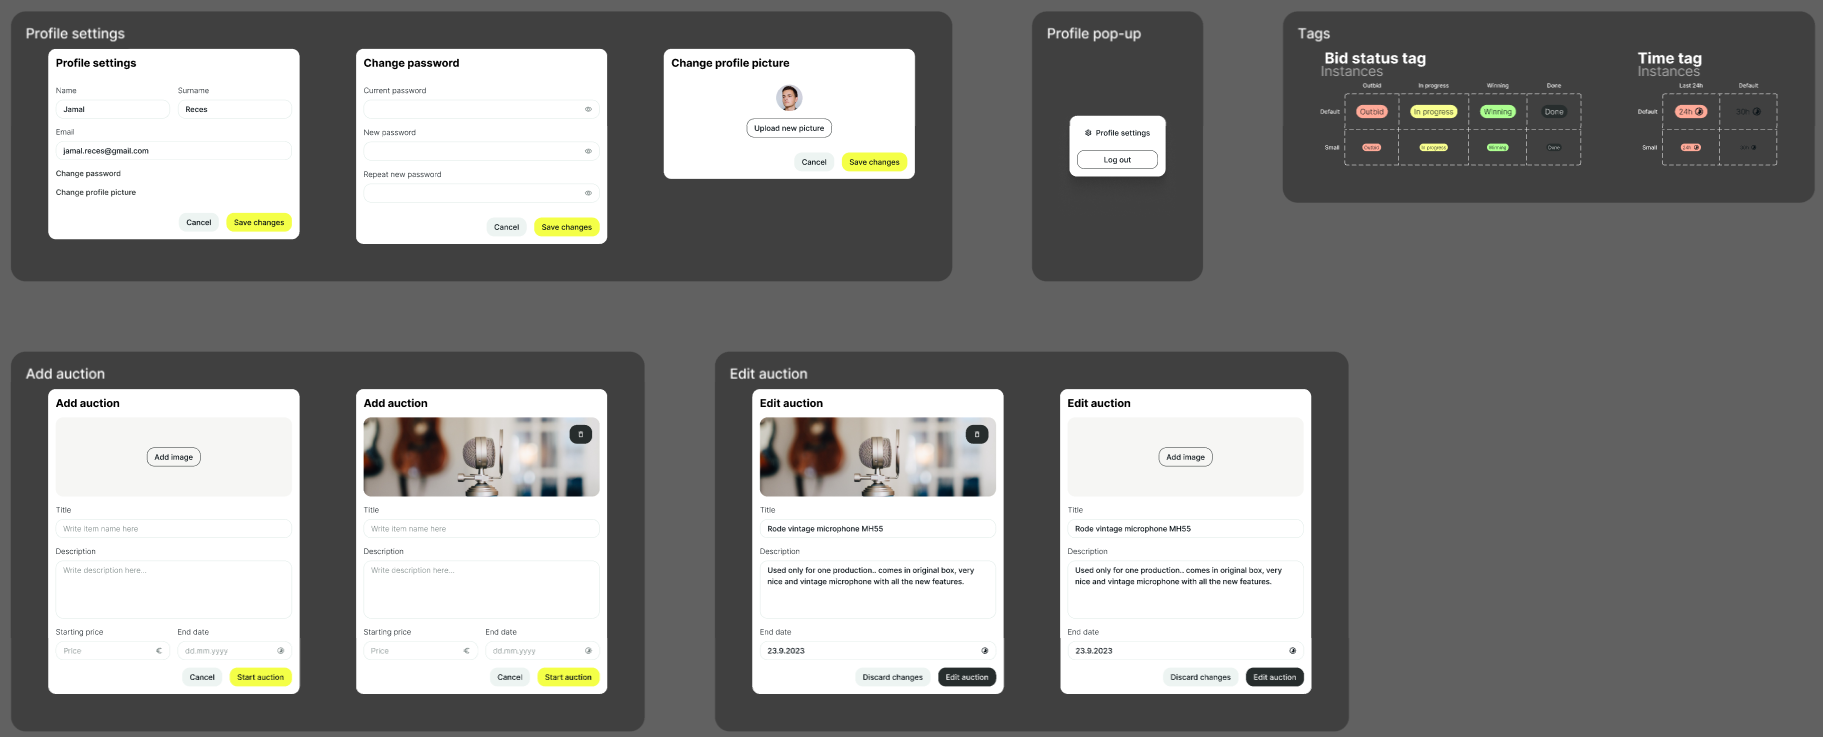 Profile settings
Profile settings
Name
Surname
Jamal
Reces
Email
jamal.reces@gmail.com
Change password
Change profile picture
Cancel
Save changes
Change password
Current password
New password
Repeat new password
Cancel
Save changes
Change profile picture
Upload new picture
Cancel
Save changes
Profile pop-up
Profile settings
Log out
Tags
Bid status tag
Instances
Outbid
In progress
Winning
Done
Default
Outbid
In progress
Winning
Done
Small
Outbid
In progress
Winning
Done
Time tag
Instances
Last 24h
Default
Default
24h
30h
Small
24h
Add auction
Add auction
Add image
Title
Write item name here
Description
Write description here...
Starting price
End date
Price
€
dd.mm.yyyy
Cancel
Start auction
Add auction
Title
Write item name here
Description
Write description here...
Starting price
End date
Price
€
dd.mm.yyyy
Cancel
Start auction
Edit auction
Edit auction
Title
Rode vintage microphone MH55
Description
Used only for one production.. comes in original box, very
nice and vintage microphone with all the new features.
End date
23.9.2023
Discard changes
Edit auction
Edit auction
Add image
Title
Rode vintage microphone MH55
Description
Used only for one production.. comes in original box, very
nice and vintage microphone with all the new features.
End date
23.9.2023
Discard changes
Edit auction